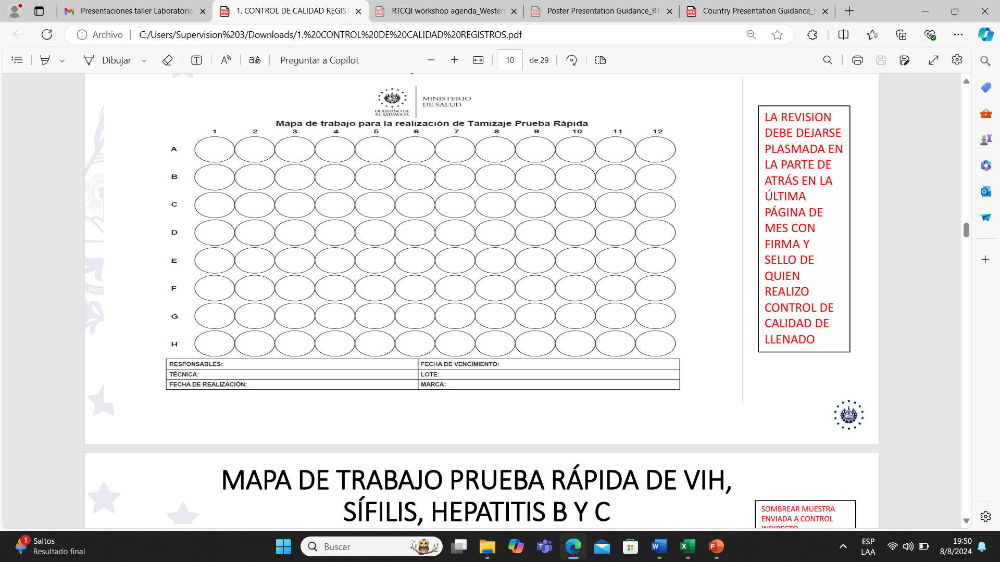 Presentaciones taller Laboratorio
1. CONTROL DE CALIDAD REGIST
RTCQI workshop agenda_Western
Poster Presentation Guidance_RT
Country Presentation Guidance_
Archivo
C:/Users/Supervision%203/Downloads/1.%20CONTROL%20DE%20CALIDAD%20REGISTROS.pdf
Dibujar
Preguntar a Copilot
10
de 29
GOBIERNO DE
EL SALVADOR
MINISTERIO
DE SALUD
Mapa de trabajo para la realización de Tamizaje Prueba Rápida
1 2 3 4 5 6 7 8 9 10 11 12
A
B
C
D
E
F
G
H
RESPONSABLES:
FECHA DE VENCIMIENTO:
TÉCNICA:
LOTE:
FECHA DE REALIZACIÓN:
MARCA:
LA REVISION
DEBE DEJARSE
PLASMADA EN
LA PARTE DE
ATRÁS EN LA
ÚLTIMA
PÁGINA DE
MES CON
FIRMA Y
SELLO DE
QUIEN
REALIZO
CONTROL DE
CALIDAD DE
LLENADO
UNIO
MAPA DE TRABAJO PRUEBA RÁPIDA DE VIH,
SÍFILIS, HEPATITIS B Y C
SOMBREAR MUESTRA
ENVIADA A CONTROL
INDIRECTO
1
Saltos
Resultado final
Buscar
ESP
LAA
19:50
8/8/2024